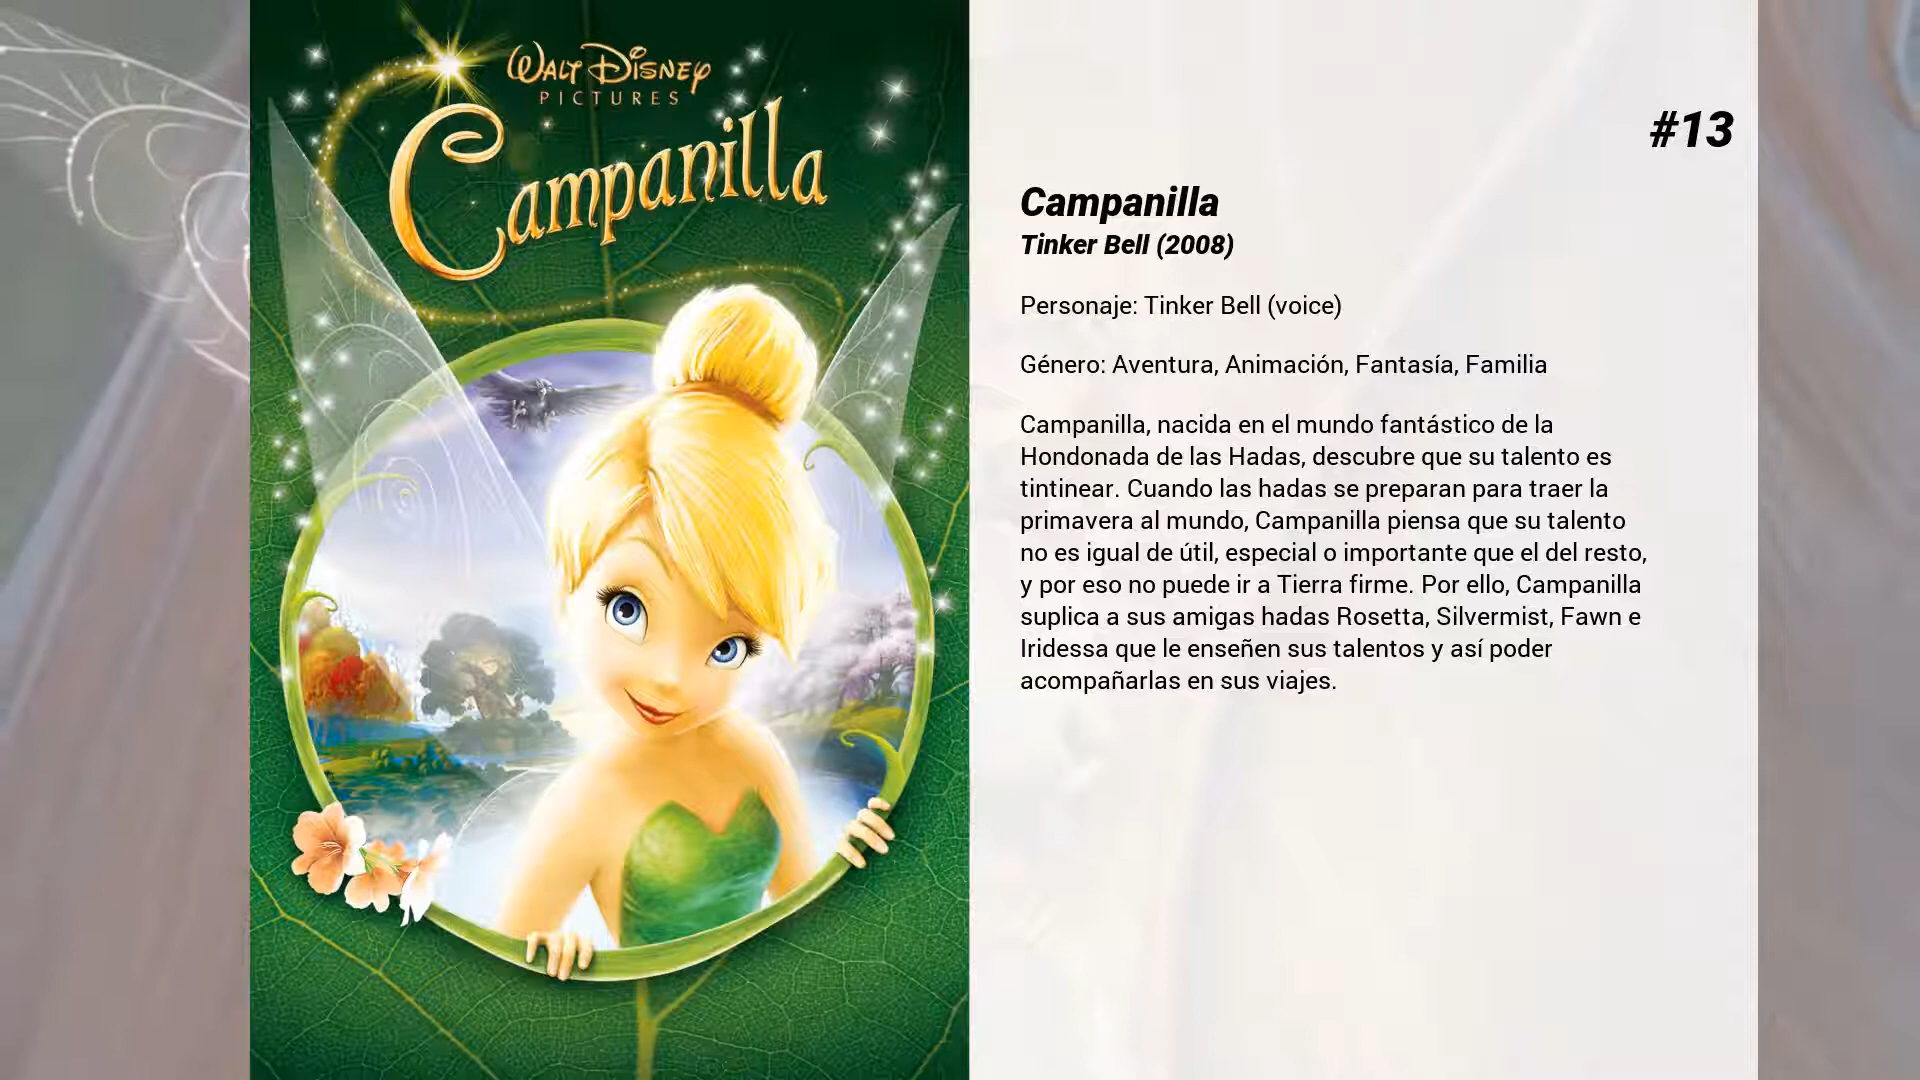 WALT DISNEY
PICTURES
Campanilla
#13
Campanilla
Tinker Bell (2008)
Personaje: Tinker Bell (voice)
Género: Aventura, Animación, Fantasía, Familia
Campanilla, nacida en el mundo fantástico de la
Hondonada de las Hadas, descubre que su talento es
tintinear. Cuando las hadas se preparan para traer la
primavera al mundo, Campanilla piensa que su talento
no es igual de útil, especial o importante que el del resto,
y por eso no puede ir a Tierra firme. Por ello, Campanilla
suplica a sus amigas hadas Rosetta, Silvermist, Fawn e
Iridessa que le enseñen sus talentos y así poder
acompañarlas en sus viajes.